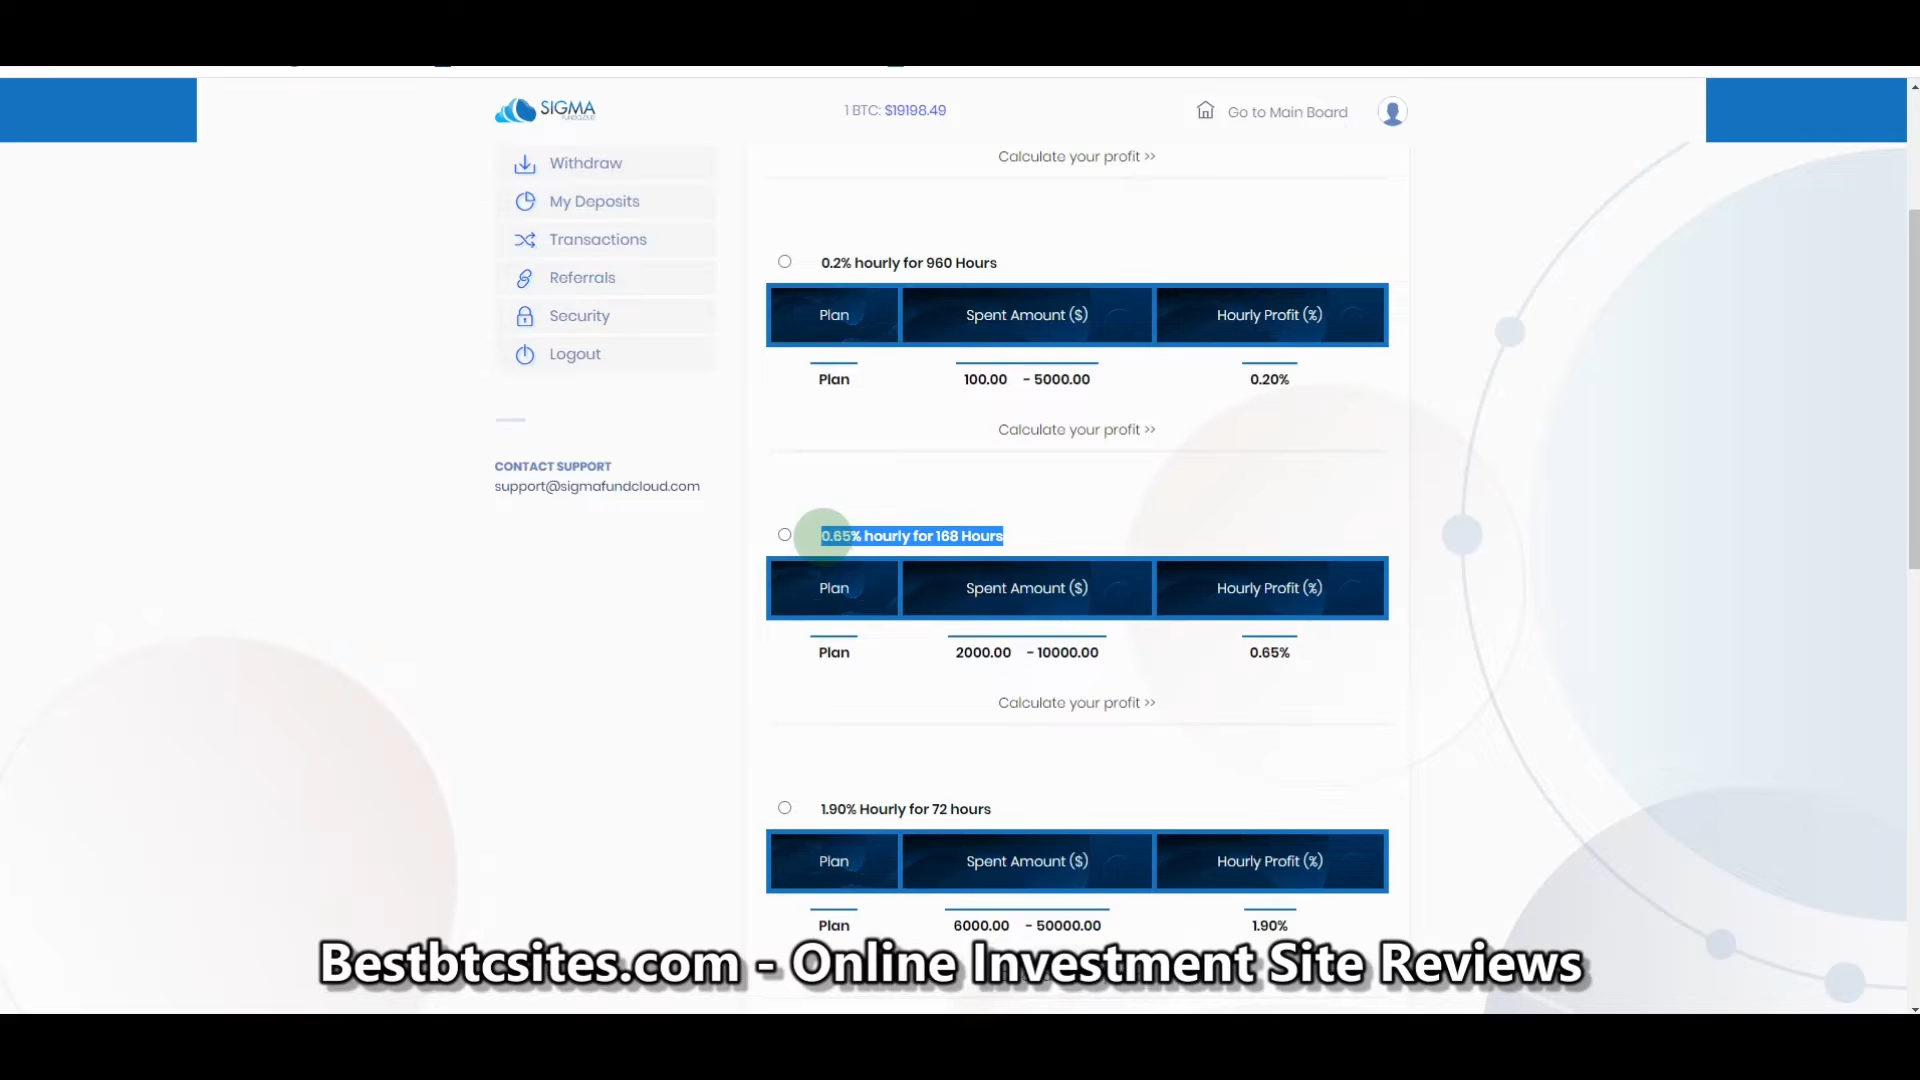 SIGMA
FUNDCLOUD
1 BTC: $19198.49
Go to Main Board
Withdraw
My Deposits
Transactions
Referrals
Security
Logout
CONTACT SUPPORT
support@sigmafundcloud.com
Calculate your profit >>
0.2% hourly for 960 Hours
Plan Spent Amount ($) Hourly Profit (%)
Plan 100.00 - 5000.00 0.20%
Calculate your profit >>
0.65% hourly for 168 Hours
Plan Spent Amount ($) Hourly Profit (%)
Plan 2000.00 - 10000.00 0.65%
Calculate your profit >>
1.90% Hourly for 72 hours
Plan Spent Amount ($) Hourly Profit (%)
Plan 6000.00 - 50000.00 1.90%
Bestbtcsites.com - Online Investment Site Reviews